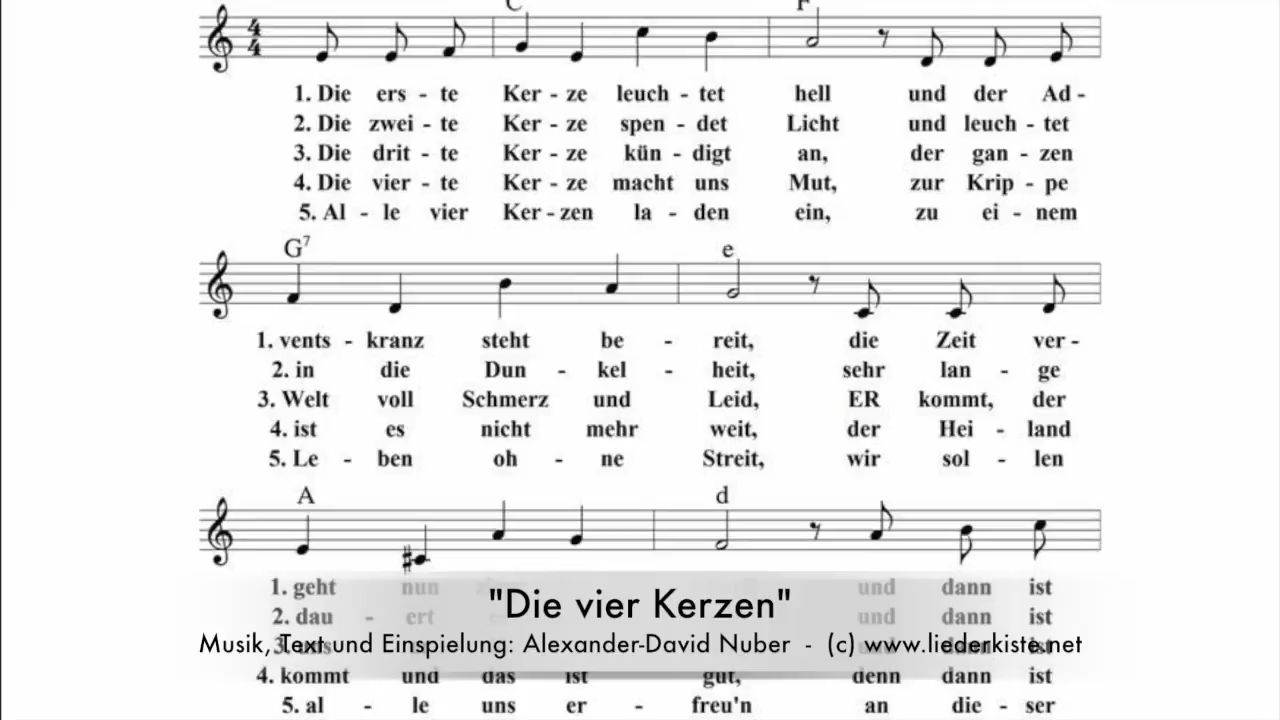 C F
1. Die ers - te Ker - ze leuch - tet hell und der Ad -
2. Die zwei - te Ker - ze spen - det Licht und leuch - tet
3. Die drit - te Ker - ze kün - digt an, der gan - zen
4. Die vier - te Ker - ze macht uns Mut, zur Krip - pe
5. Al - le vier Ker - zen la - den ein, zu ei - nem
G7 e
1. vents - kranz steht be - reit, die Zeit ver -
2. in die Dun - kel - heit, sehr lan - ge
3. Welt voll Schmerz und Leid, ER kommt, der
4. ist es nicht mehr weit, der Hei - land
5. Le - ben oh - ne Streit, wir sol - len
A d
1. geht nun und dann ist
"Die vier Kerzen"
2. dau - ert und dann ist
Musik, Text und Einspielung: Alexander-David Nuber - (c) www.liederkiste.net
4. kommt und das ist gut, denn dann ist
5. al - le uns er - freu'n an die - ser